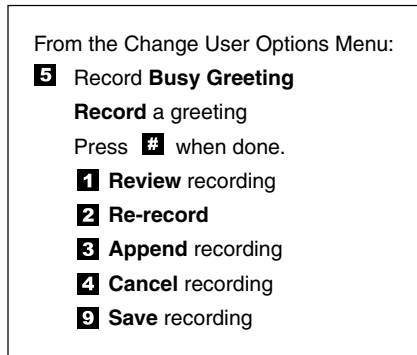 From the Change User Options Menu:
5 Record Busy Greeting
Record a greeting
Press # when done.
1 Review recording
2 Re-record
3 Append recording
4 Cancel recording
9 Save recording